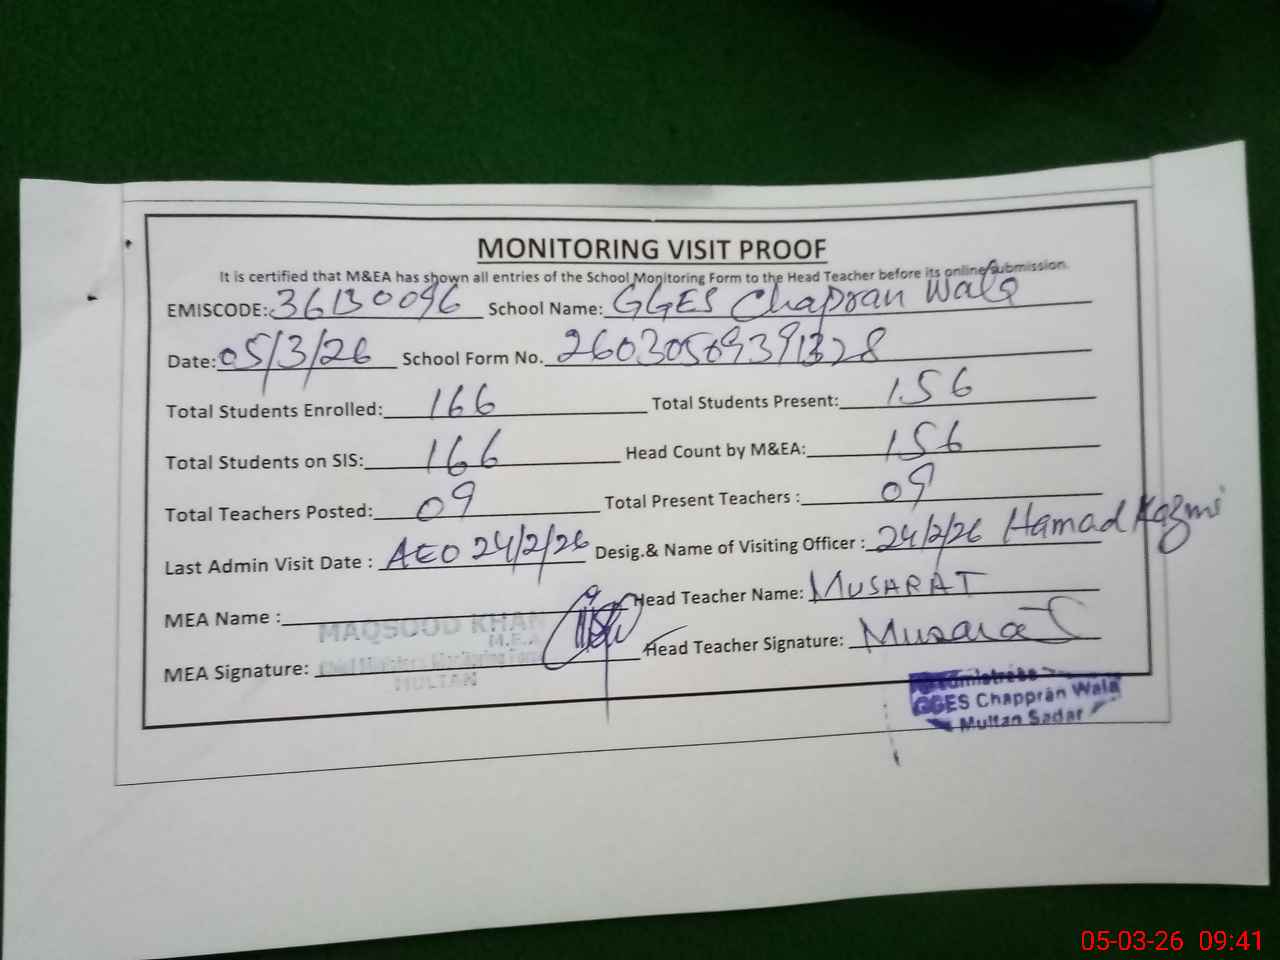 MONITORING VISIT PROOF
It is certified that M&EA has shown all entries of the School Monitoring Form to the Head Teacher before its online submission.
EMISCODE: 36130096 School Name: GGES Chappran Wala
Date: 05/3/26 School Form No. 26030509391328
Total Students Enrolled: 166 Total Students Present: 156
Total Students on SIS: 166 Head Count by M&EA: 156
Total Teachers Posted: 09 Total Present Teachers : 09
Last Admin Visit Date : AEO 24/2/26 Desig.& Name of Visiting Officer : 24/2/26 Hamad Kazmi
MEA Name : Head Teacher Name: MUSARAT
MAQSOOD KHAN
M.E.A
MEA Signature: Head Teacher Signature: Musarat
Chief Ministers Monitoring Force
MULTAN
GGES Chappran Wala
Multan Sadar
05-03-26 09:41